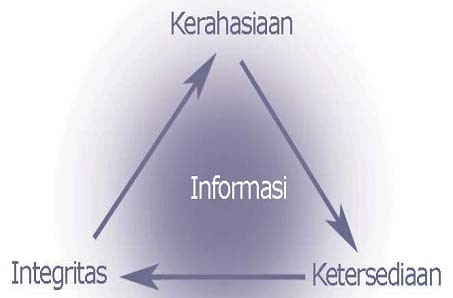 Kerahasiaan
Informasi
Integritas
Ketersediaan